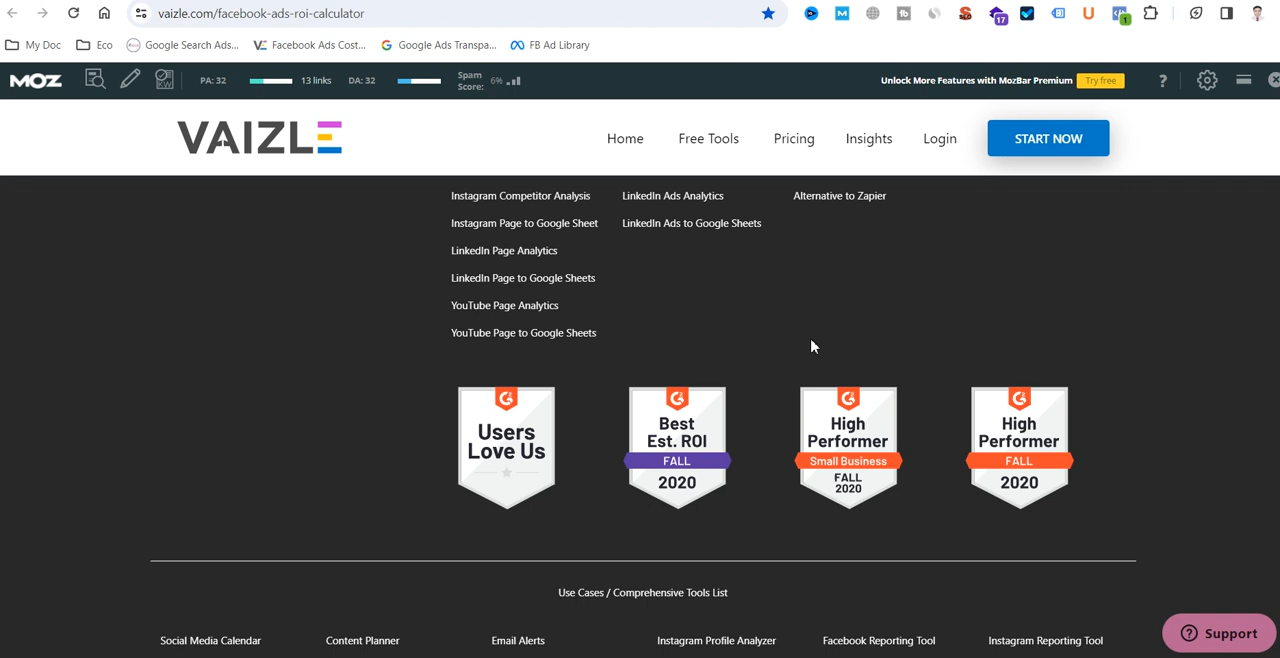 vaizle.com/facebook-ads-roi-calculator
My Doc
Eco
Google Search Ads...
Facebook Ads Cost...
Google Ads Transpa...
FB Ad Library
17
1
MOZ
PA: 32
13 links
DA: 32
Spam
Score:
6%
Unlock More Features with MozBar Premium
Try free
?
VAIZLE
Home
Free Tools
Pricing
Insights
Login
START NOW
Instagram Competitor Analysis
LinkedIn Ads Analytics
Alternative to Zapier
Instagram Page to Google Sheet
LinkedIn Ads to Google Sheets
LinkedIn Page Analytics
LinkedIn Page to Google Sheets
YouTube Page Analytics
YouTube Page to Google Sheets
Users
Love Us
Best
Est. ROI
FALL
2020
High
Performer
Small Business
FALL
2020
High
Performer
FALL
2020
Use Cases / Comprehensive Tools List
Social Media Calendar
Content Planner
Email Alerts
Instagram Profile Analyzer
Facebook Reporting Tool
Instagram Reporting Tool
? Support